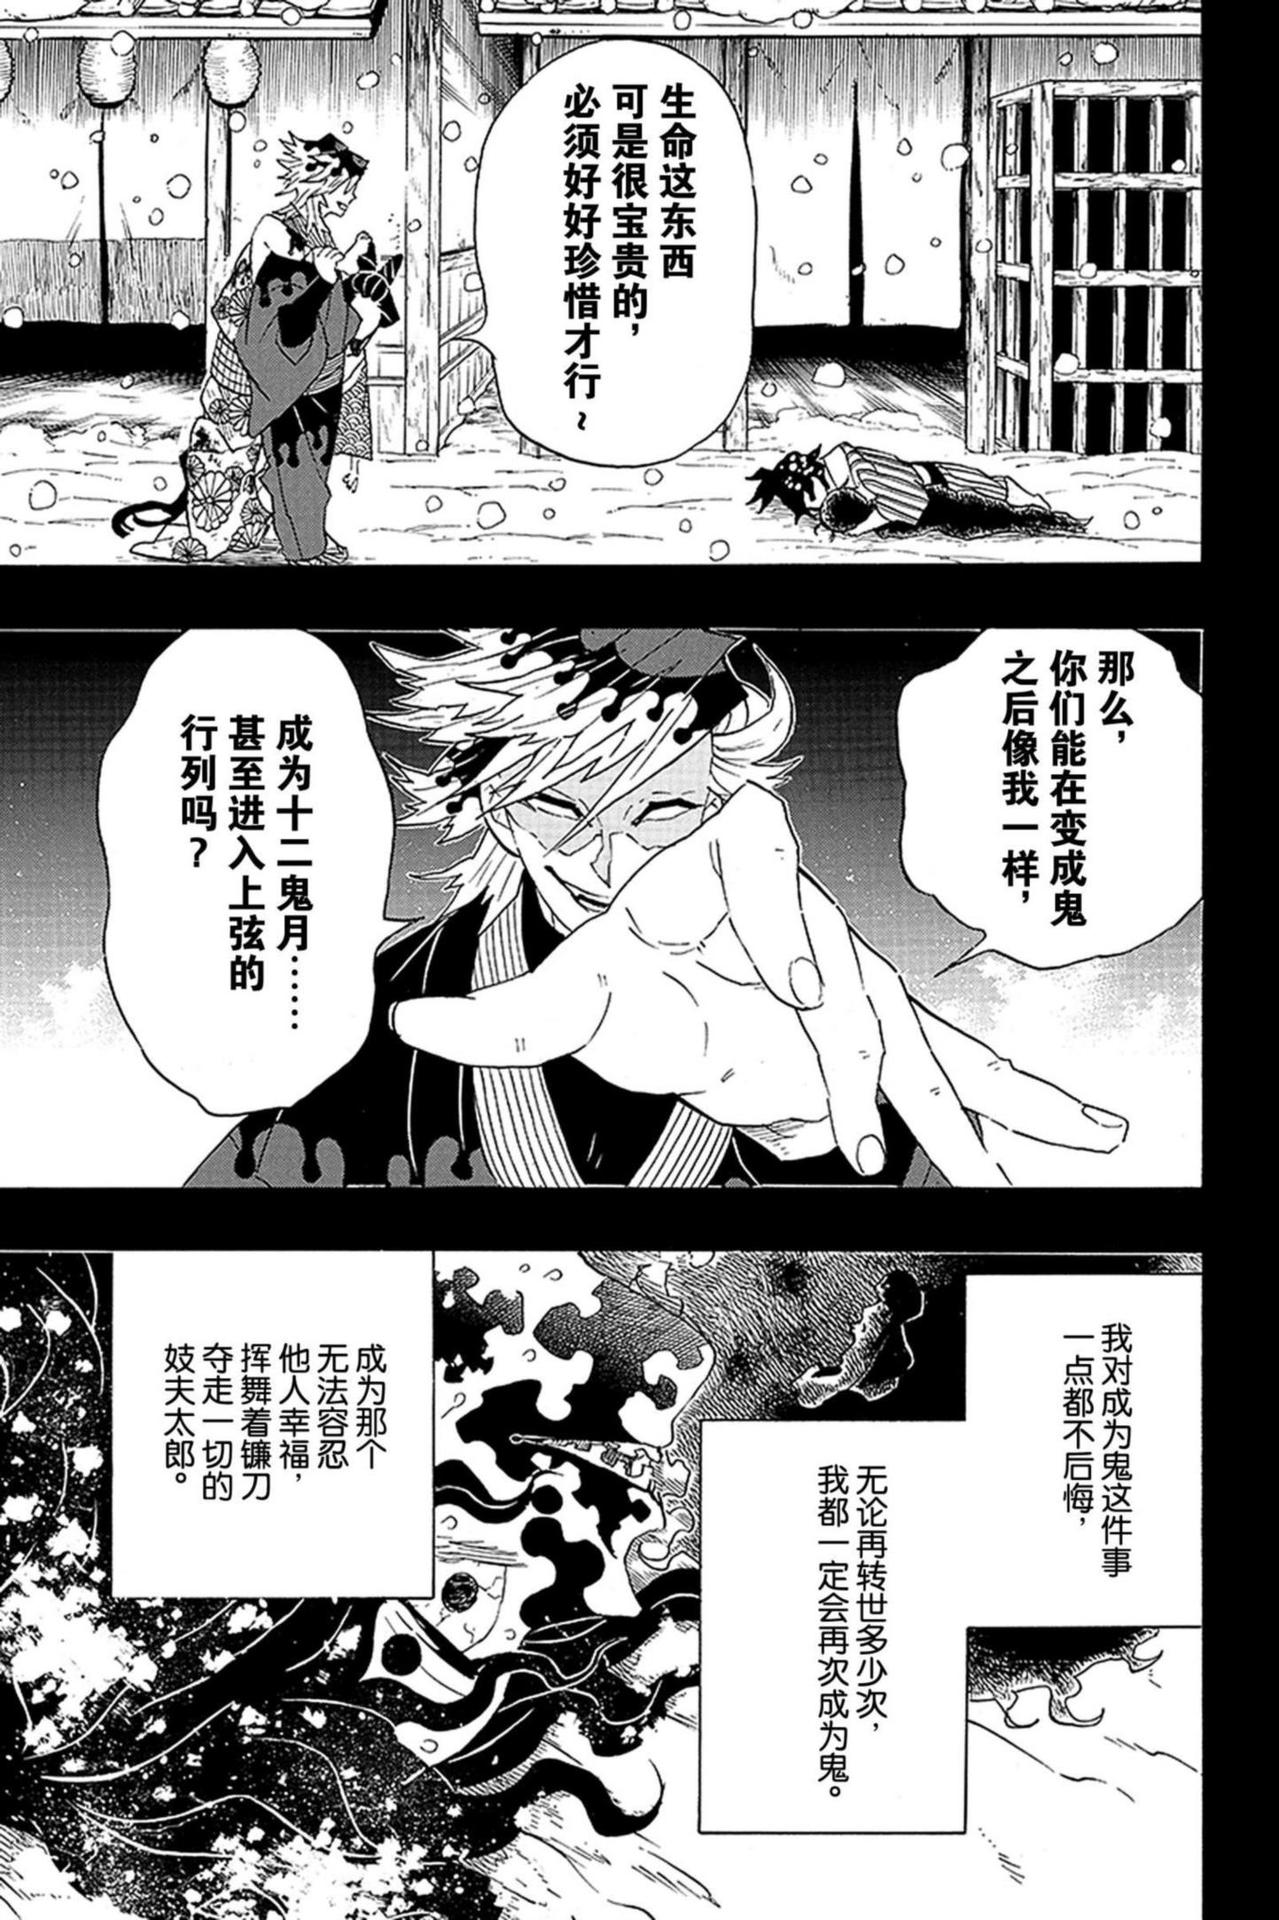 生命这东西
可是很宝贵的，
必须好好珍惜才行~
那么，
你们能在变成鬼
之后像我一样，
成为十二鬼月……
甚至进入上弦的
行列吗？
我对成为鬼这件事
一点都不后悔，
无论再转世多少次，
我都一定会再次成为鬼。
成为那个
无法容忍
他人幸福，
挥舞着镰刀
夺走一切的
妓夫太郎。